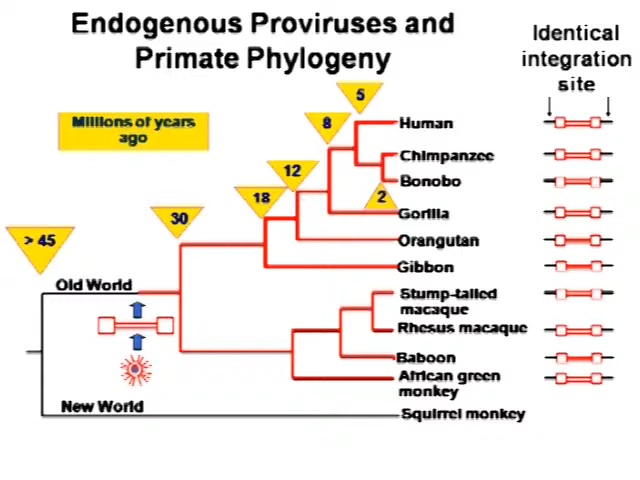 Endogenous Proviruses and
Primate Phylogeny
Identical
integration
site
Millions of years
ago
5
8
12
18
30
> 45
2
Human
Chimpanzee
Bonobo
Gorilla
Orangutan
Gibbon
Old World
Stump-tailed
macaque
Rhesus macaque
Baboon
African green
monkey
New World
Squirrel monkey